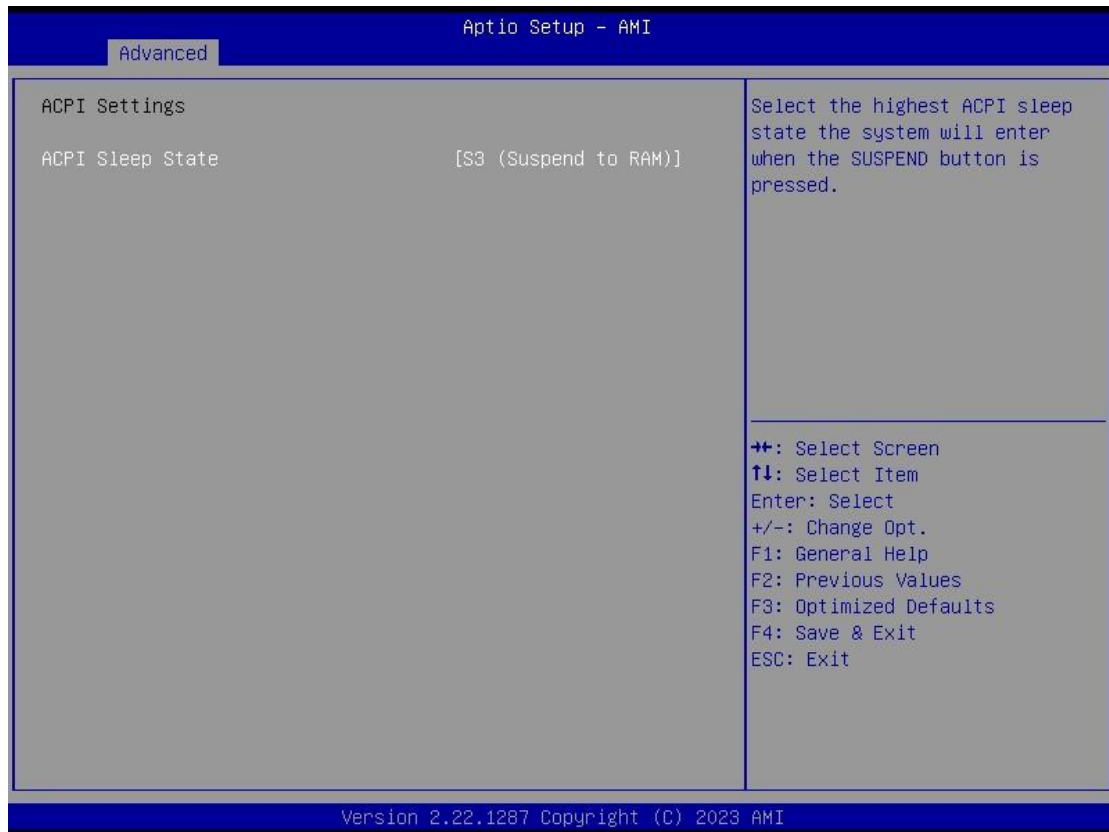 Aptio Setup – AMI
Advanced
ACPI Settings
ACPI Sleep State [S3 (Suspend to RAM)]
Select the highest ACPI sleep
state the system will enter
when the SUSPEND button is
pressed.
→←: Select Screen
↑↓: Select Item
Enter: Select
+/-: Change Opt.
F1: General Help
F2: Previous Values
F3: Optimized Defaults
F4: Save & Exit
ESC: Exit
Version 2.22.1287 Copyright (C) 2023 AMI